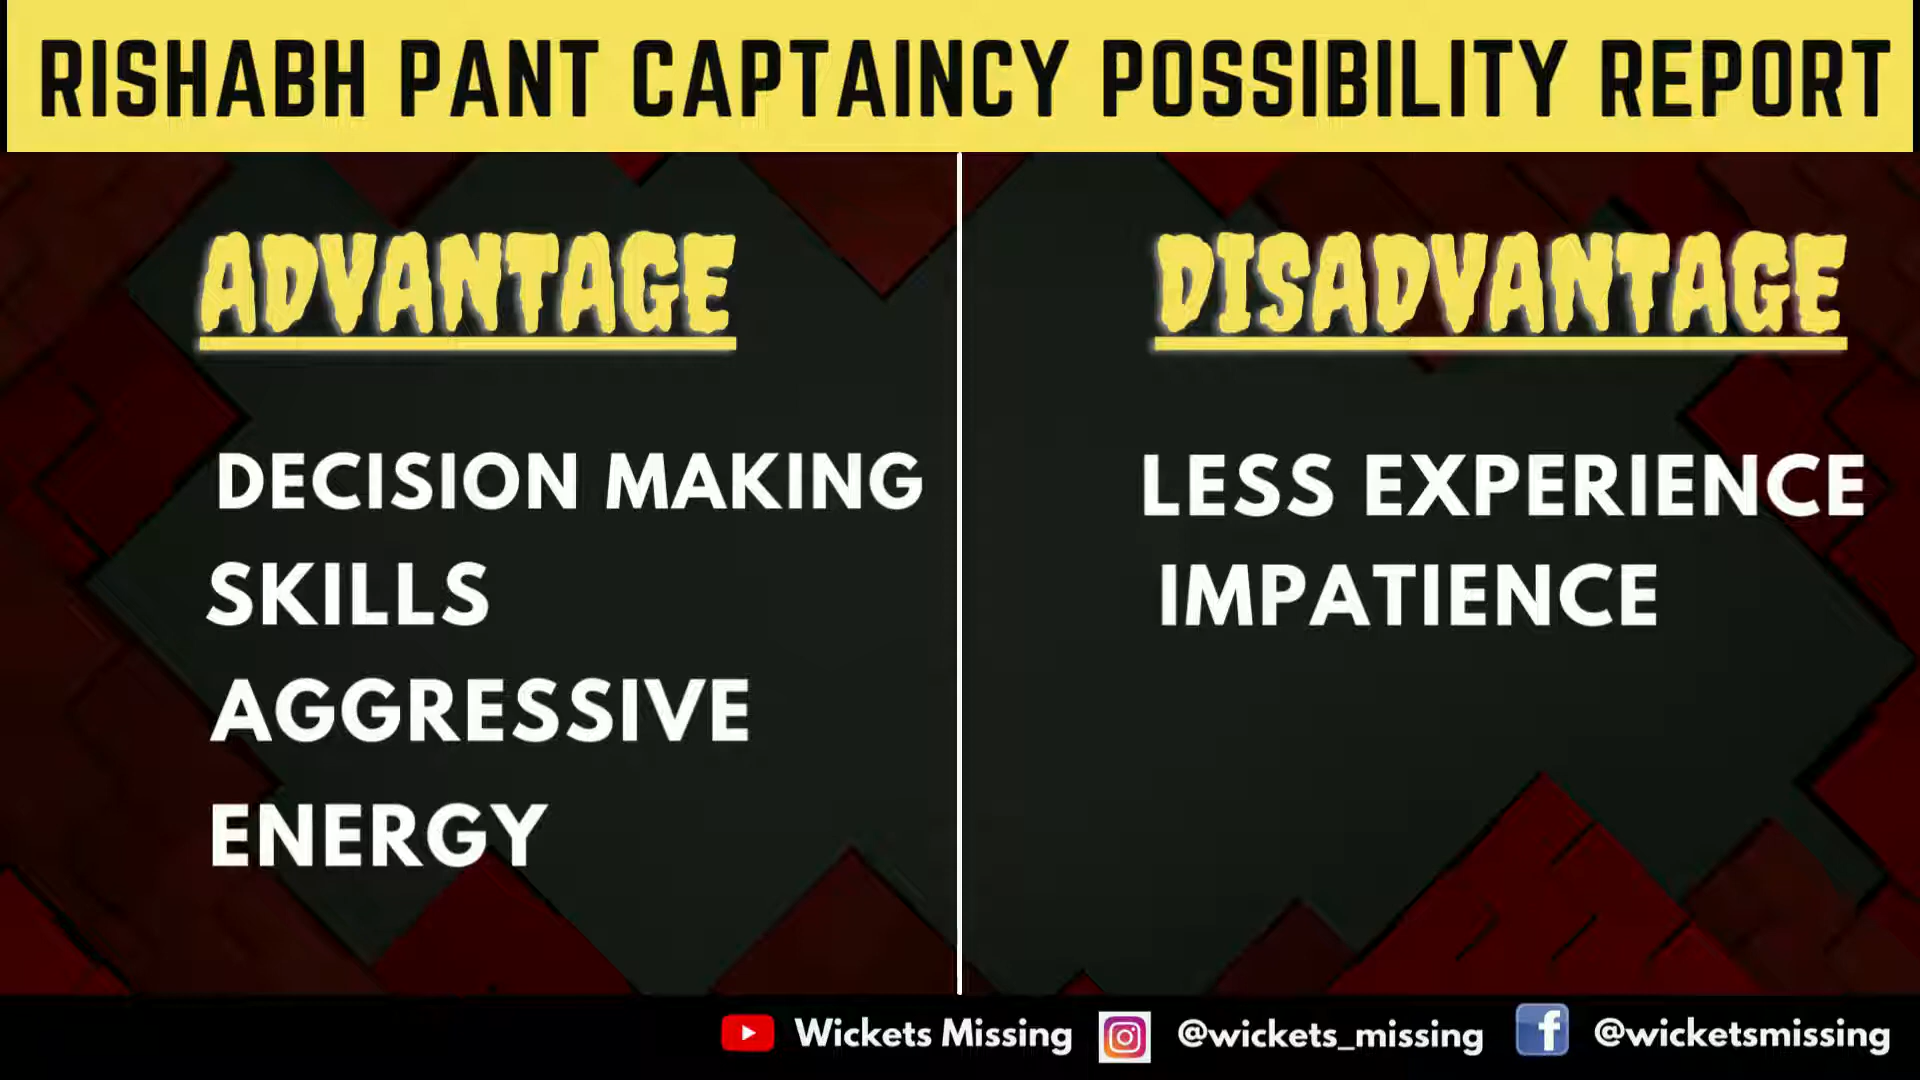 RISHABH PANT CAPTAINCY POSSIBILITY REPORT
ADVANTAGE
DECISION MAKING
SKILLS
AGGRESSIVE
ENERGY
DISADVANTAGE
LESS EXPERIENCE
IMPATIENCE
Wickets Missing @wickets_missing @wicketsmissing